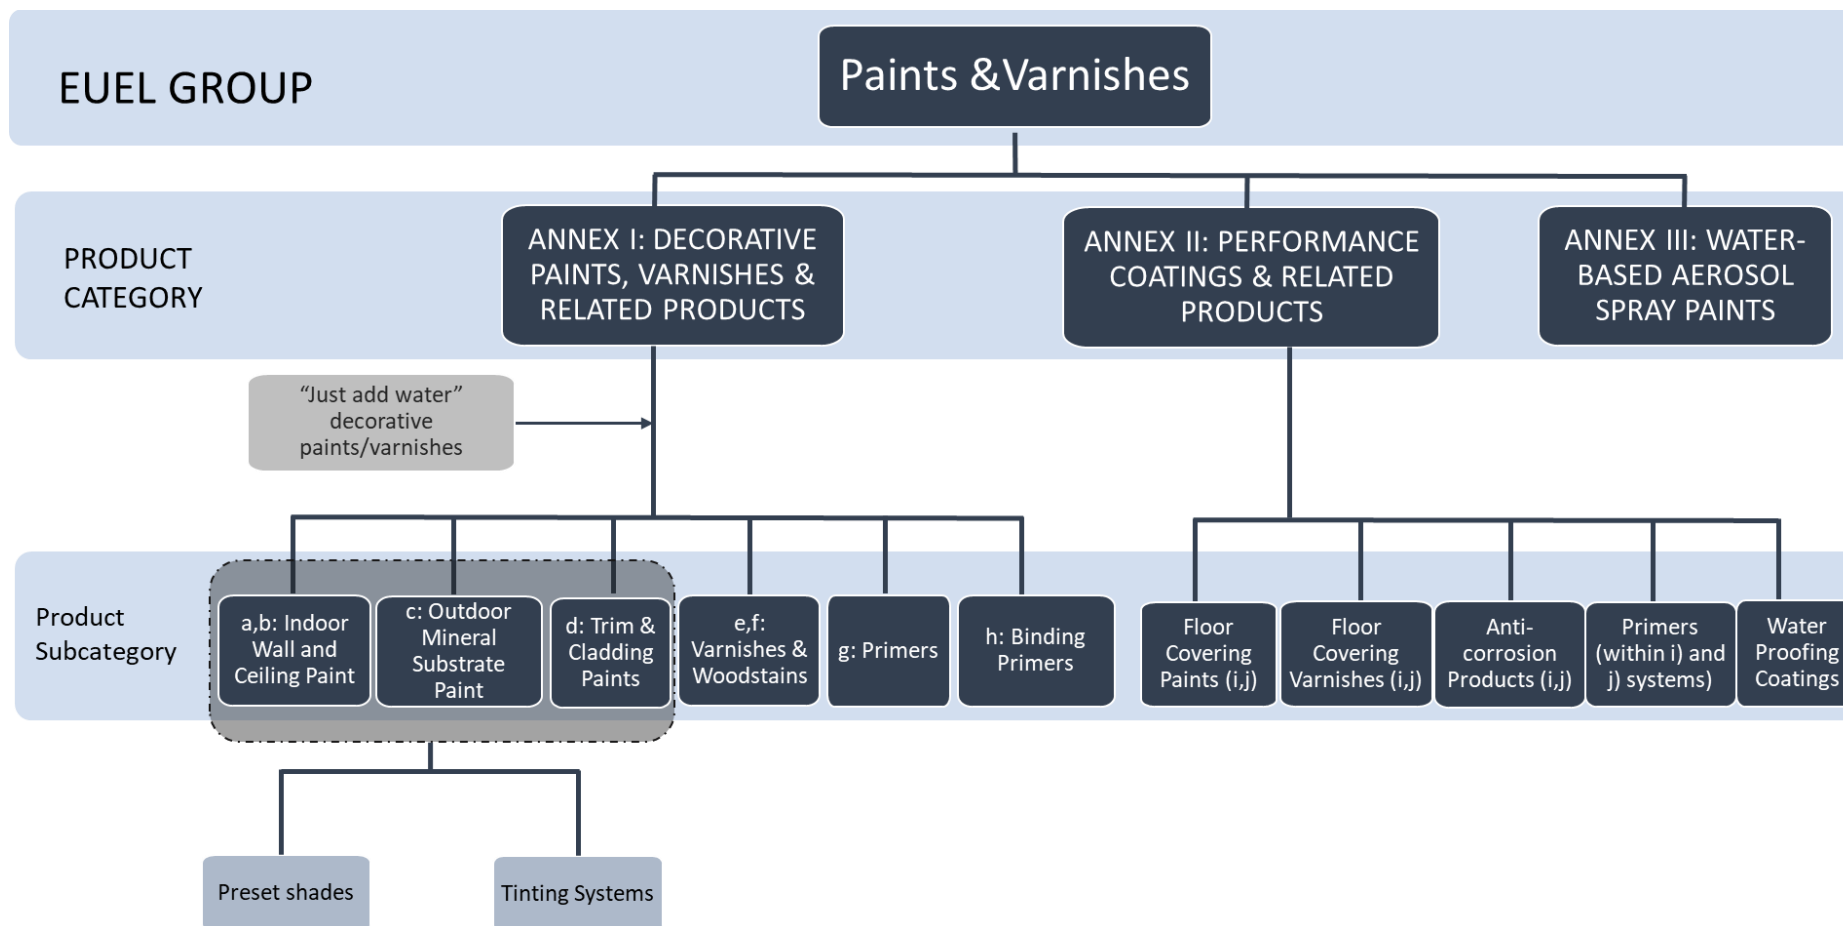 EUEL GROUP
Paints &Varnishes
PRODUCT
CATEGORY
ANNEX I: DECORATIVE
PAINTS, VARNISHES &
RELATED PRODUCTS
ANNEX II: PERFORMANCE
COATINGS & RELATED
PRODUCTS
ANNEX III: WATER-
BASED AEROSOL
SPRAY PAINTS
“Just add water”
decorative
paints/varnishes
Product
Subcategory
a,b: Indoor
Wall and
Ceiling Paint
c: Outdoor
Mineral
Substrate
Paint
d: Trim &
Cladding
Paints
e,f:
Varnishes &
Woodstains
g: Primers
h: Binding
Primers
Floor
Covering
Paints (i,j)
Floor
Covering
Varnishes (i,j)
Anti-
corrosion
Products (i,j)
Primers
(within i) and
j) systems)
Water
Proofing
Coatings
Preset shades
Tinting Systems